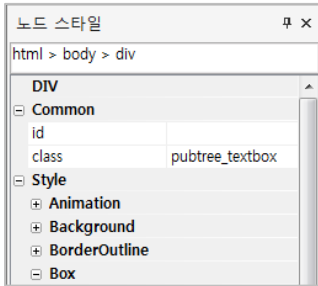 노드 스타일
html > body > div
DIV
Common
id
class pubtree_textbox
Style
Animation
Background
BorderOutline
Box